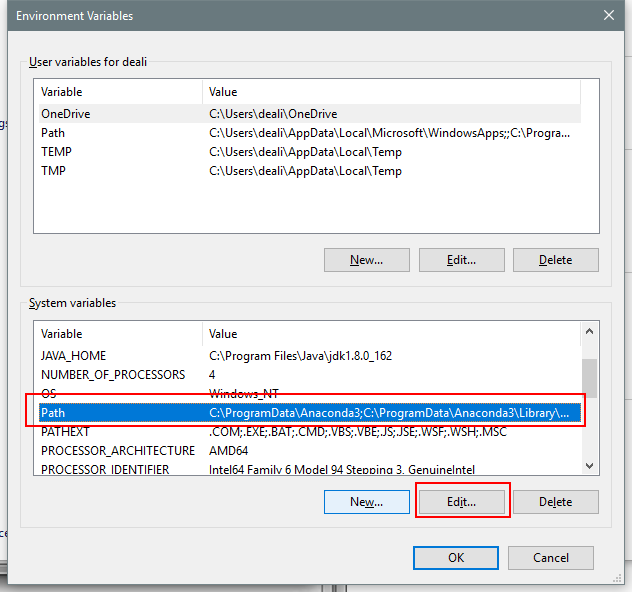 Environment Variables
User variables for deali
Variable Value
OneDrive C:\Users\deali\OneDrive
Path C:\Users\deali\AppData\Local\Microsoft\WindowsApps;;C:\Progra...
TEMP C:\Users\deali\AppData\Local\Temp
TMP C:\Users\deali\AppData\Local\Temp
New... Edit... Delete
System variables
Variable Value
JAVA_HOME C:\Program Files\Java\jdk1.8.0_162
NUMBER_OF_PROCESSORS 4
OS Windows_NT
Path C:\ProgramData\Anaconda3;C:\ProgramData\Anaconda3\Library\...
PATHEXT .COM;.EXE;.BAT;.CMD;.VBS;.VBE;.JS;.JSE;.WSF;.WSH;.MSC
PROCESSOR_ARCHITECTURE AMD64
PROCESSOR_IDENTIFIER Intel64 Family 6 Model 94 Stepping 3, GenuineIntel
New... Edit... Delete
OK Cancel